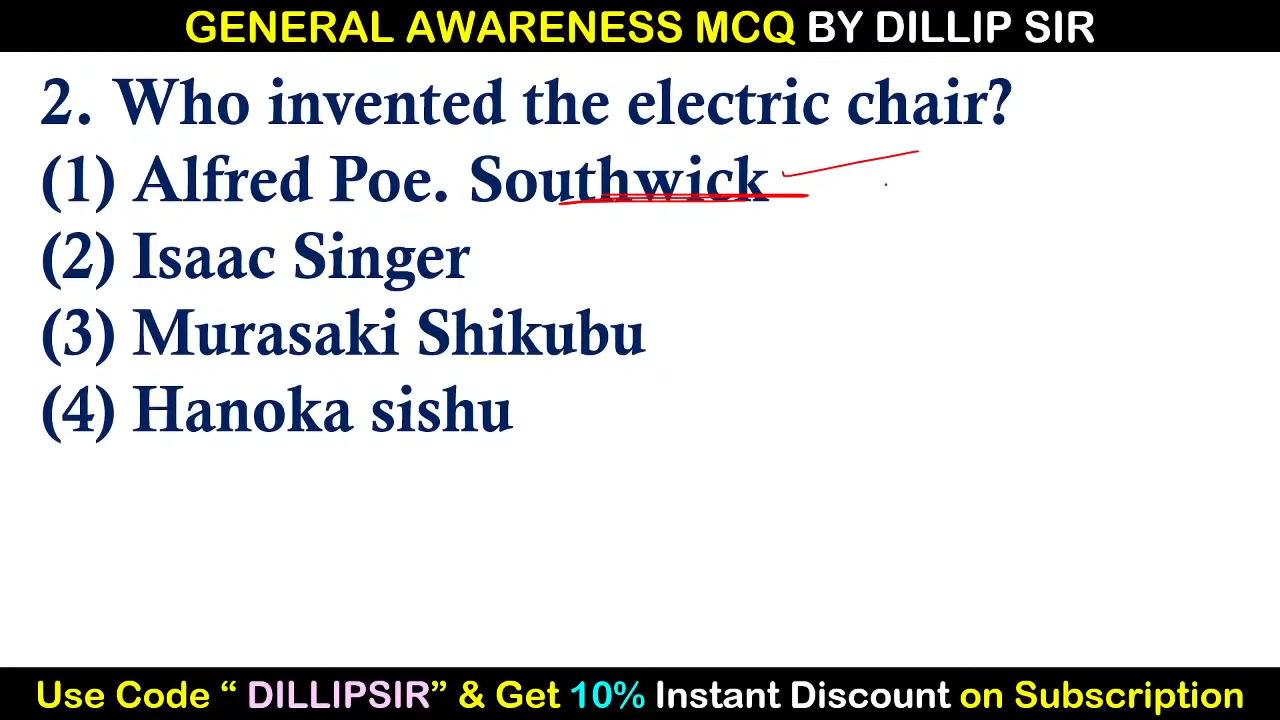 GENERAL AWARENESS MCQ BY DILLIP SIR
2. Who invented the electric chair?
(1) Alfred Poe. Southwick
(2) Isaac Singer
(3) Murasaki Shikubu
(4) Hanoka sishu
Use Code “ DILLIPSIR” & Get 10% Instant Discount on Subscription